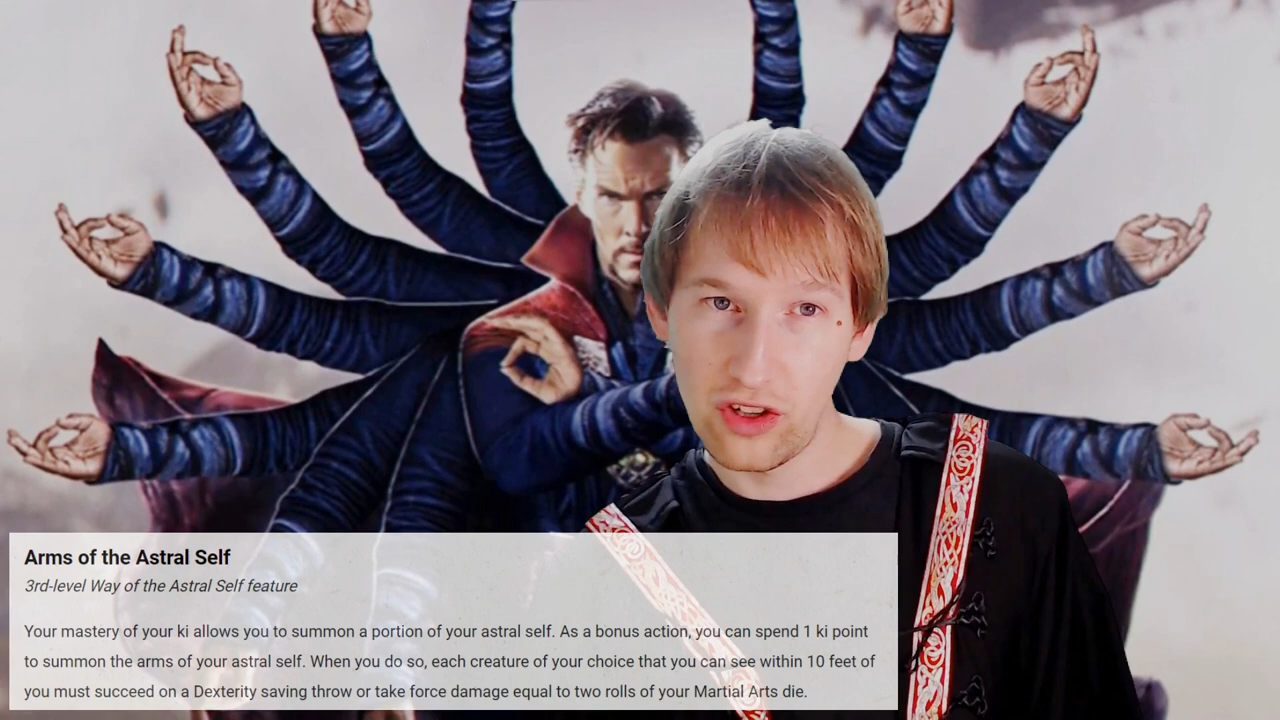 Arms of the Astral Self
3rd-level Way of the Astral Self feature
Your mastery of your ki allows you to summon a portion of your astral self. As a bonus action, you can spend 1 ki point
to summon the arms of your astral self. When you do so, each creature of your choice that you can see within 10 feet of
you must succeed on a Dexterity saving throw or take force damage equal to two rolls of your Martial Arts die.